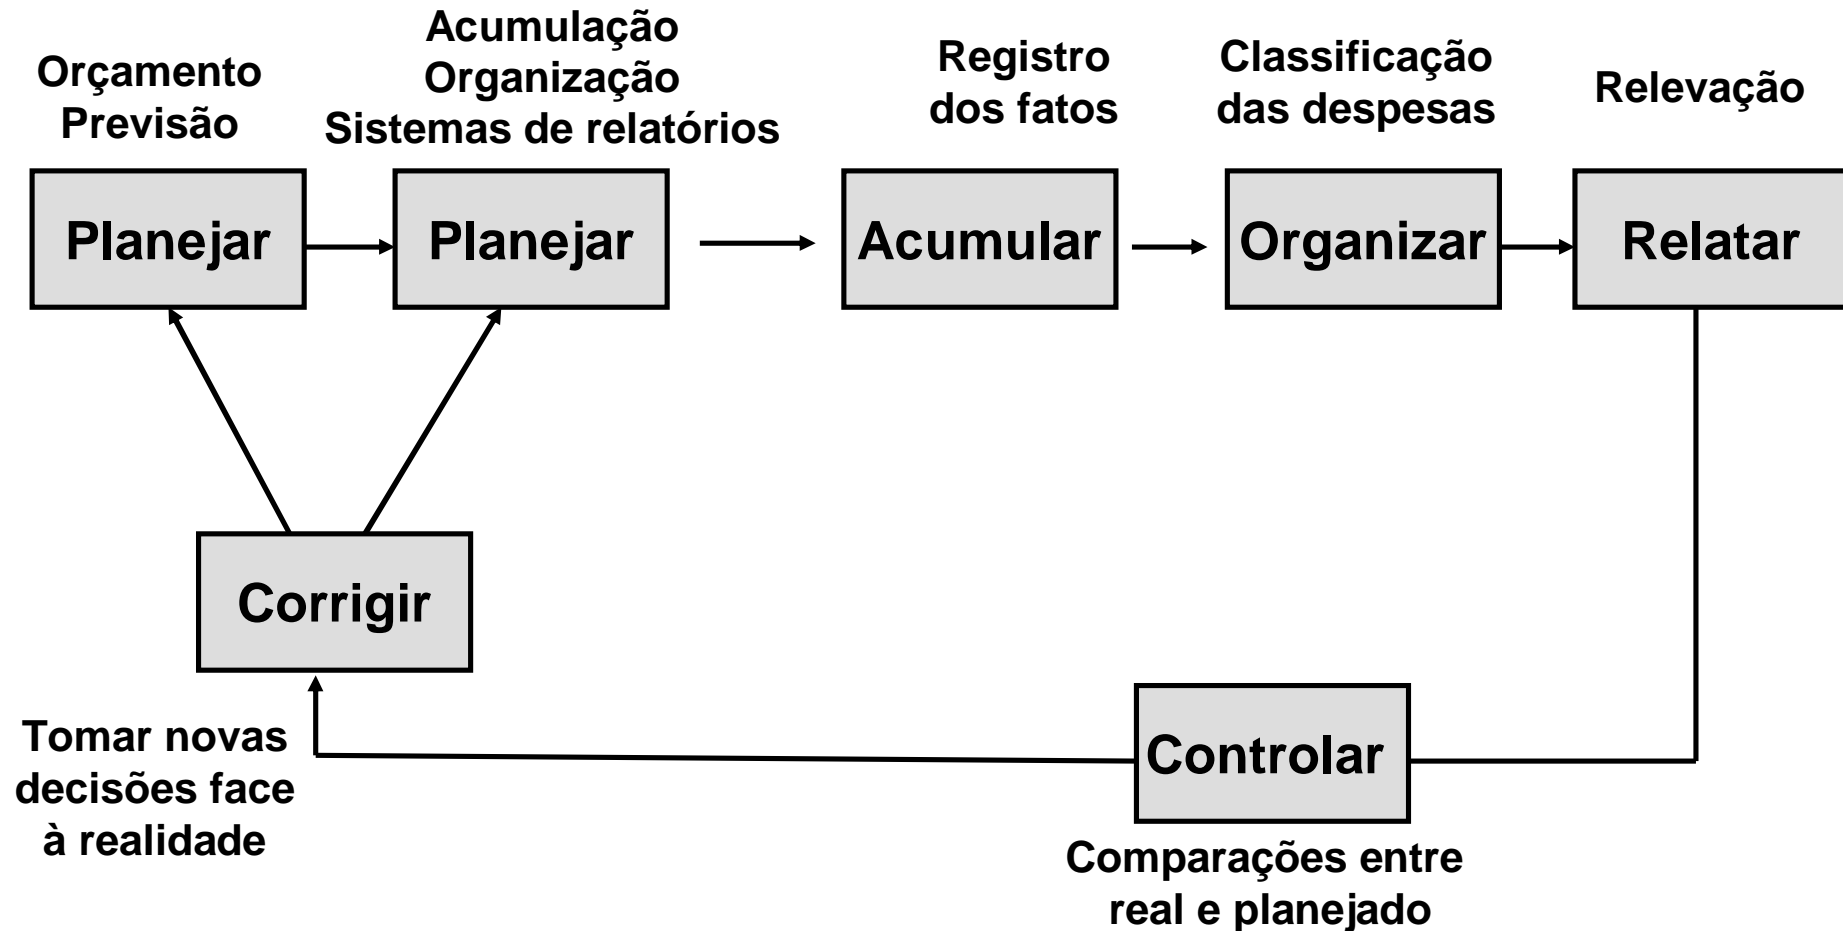 Orçamento
Previsão
Acumulação
Organização
Sistemas de relatórios
Registro
dos fatos
Classificação
das despesas
Relevação
Planejar
Planejar
Acumular
Organizar
Relatar
Corrigir
Tomar novas
decisões face
à realidade
Controlar
Comparações entre
real e planejado